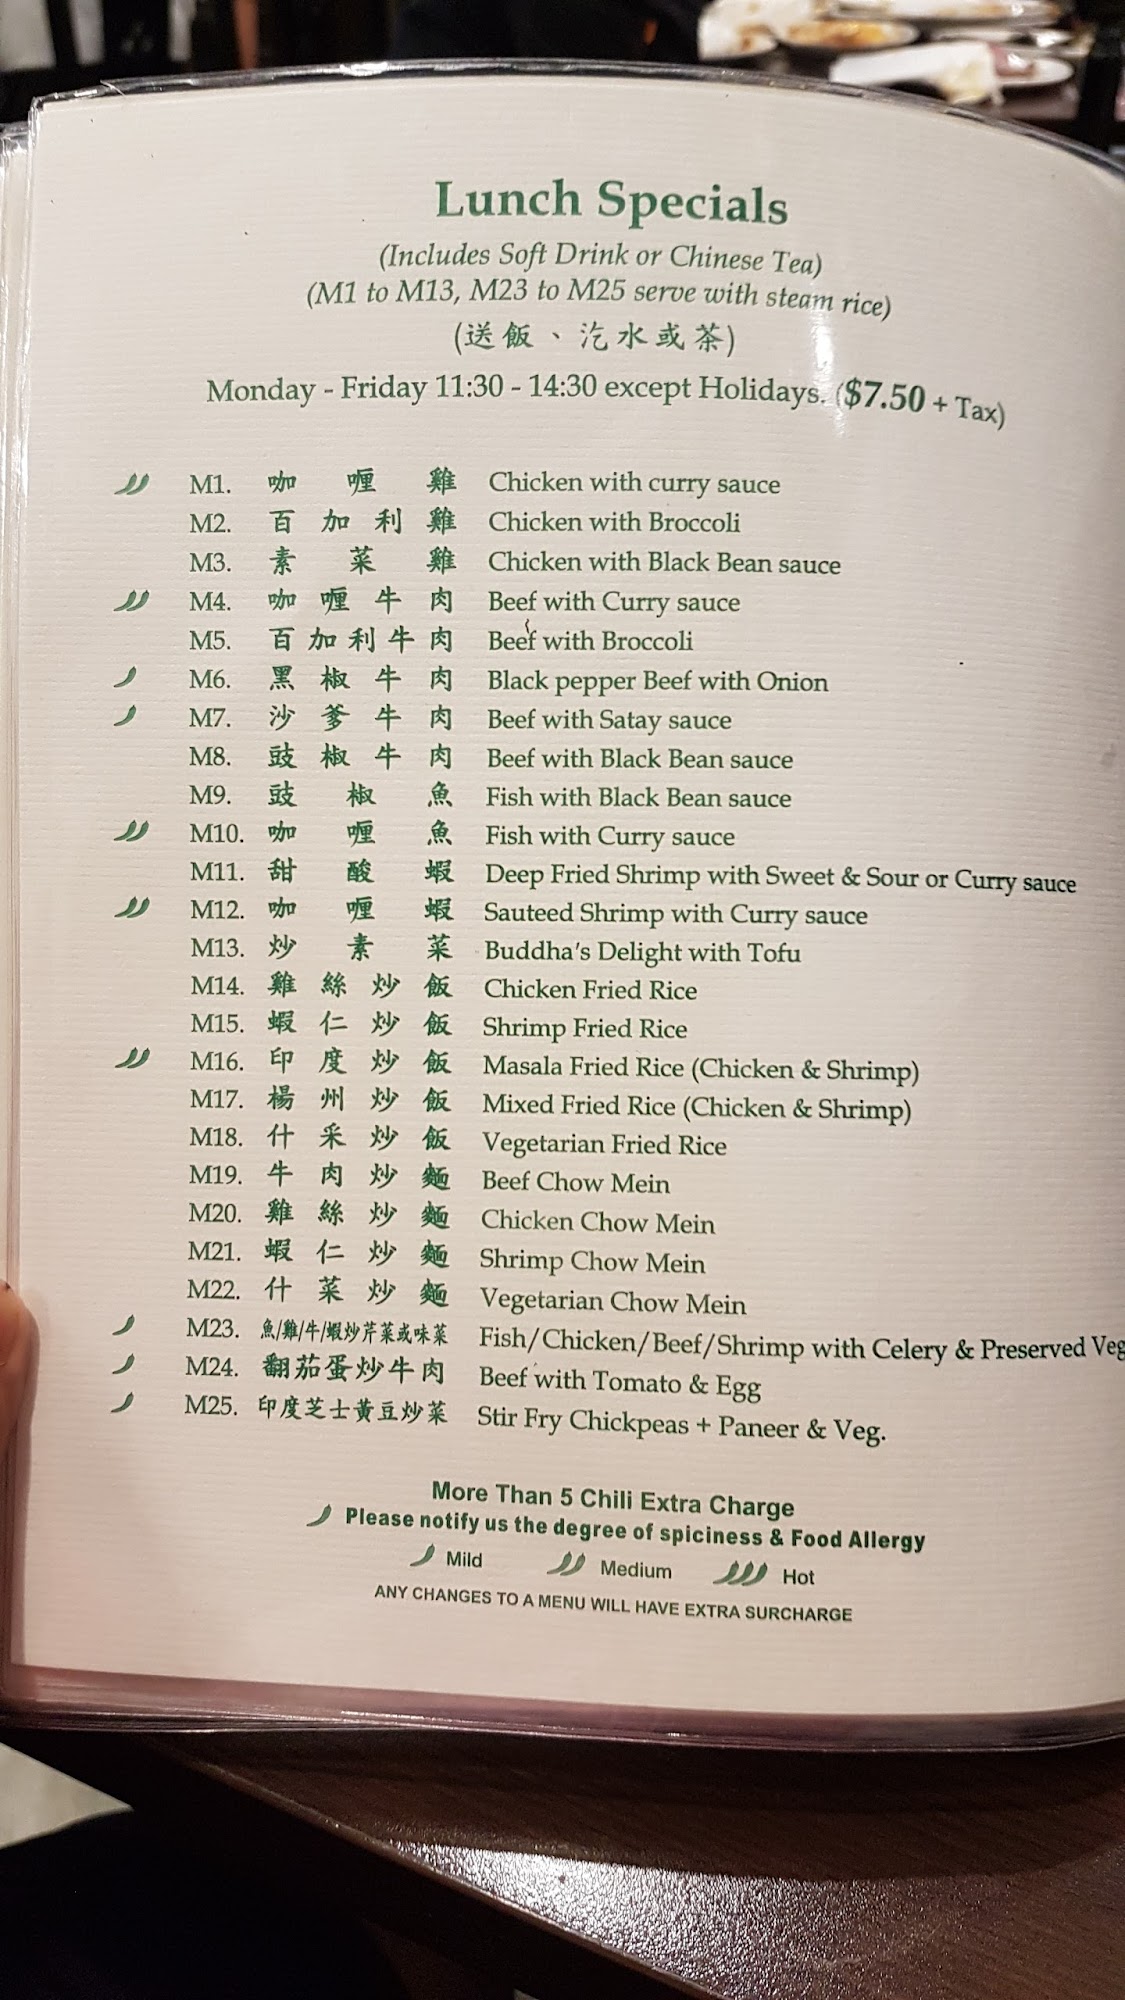 Lunch Specials
(Includes Soft Drink or Chinese Tea)
(M1 to M13, M23 to M25 serve with steam rice)
(送飯、汽水或茶)
Monday - Friday 11:30 - 14:30 except Holidays. ($7.50 + Tax)
M1. 咖喱雞 Chicken with curry sauce
M2. 百加利雞 Chicken with Broccoli
M3. 素菜雞 Chicken with Black Bean sauce
M4. 咖喱牛肉 Beef with Curry sauce
M5. 百加利牛肉 Beef with Broccoli
M6. 黑椒牛肉 Black pepper Beef with Onion
M7. 沙爹牛肉 Beef with Satay sauce
M8. 豉椒牛肉 Beef with Black Bean sauce
M9. 豉椒魚 Fish with Black Bean sauce
M10. 咖喱魚 Fish with Curry sauce
M11. 甜酸蝦 Deep Fried Shrimp with Sweet & Sour or Curry sauce
M12. 咖喱蝦 Sauteed Shrimp with Curry sauce
M13. 炒素菜 Buddha's Delight with Tofu
M14. 雞絲炒飯 Chicken Fried Rice
M15. 蝦仁炒飯 Shrimp Fried Rice
M16. 印度炒飯 Masala Fried Rice (Chicken & Shrimp)
M17. 楊州炒飯 Mixed Fried Rice (Chicken & Shrimp)
M18. 什采炒飯 Vegetarian Fried Rice
M19. 牛肉炒麵 Beef Chow Mein
M20. 雞絲炒麵 Chicken Chow Mein
M21. 蝦仁炒麵 Shrimp Chow Mein
M22. 什菜炒麵 Vegetarian Chow Mein
M23. 魚/雞/牛/蝦炒芹菜或味菜 Fish/Chicken/Beef/Shrimp with Celery & Preserved Veg
M24. 翻茄蛋炒牛肉 Beef with Tomato & Egg
M25. 印度芝士黃豆炒菜 Stir Fry Chickpeas + Paneer & Veg.
More Than 5 Chili Extra Charge
Please notify us the degree of spiciness & Food Allergy
Mild Medium Hot
ANY CHANGES TO A MENU WILL HAVE EXTRA SURCHARGE